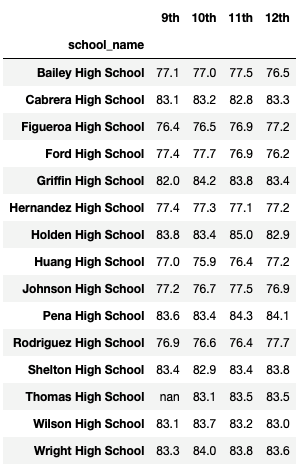 9th 10th 11th 12th
school_name
Bailey High School 77.1 77.0 77.5 76.5
Cabrera High School 83.1 83.2 82.8 83.3
Figueroa High School 76.4 76.5 76.9 77.2
Ford High School 77.4 77.7 76.9 76.2
Griffin High School 82.0 84.2 83.8 83.4
Hernandez High School 77.4 77.3 77.1 77.2
Holden High School 83.8 83.4 85.0 82.9
Huang High School 77.0 75.9 76.4 77.2
Johnson High School 77.2 76.7 77.5 76.9
Pena High School 83.6 83.4 84.3 84.1
Rodriguez High School 76.9 76.6 76.4 77.7
Shelton High School 83.4 82.9 83.4 83.8
Thomas High School nan 83.1 83.5 83.5
Wilson High School 83.1 83.7 83.2 83.0
Wright High School 83.3 84.0 83.8 83.6